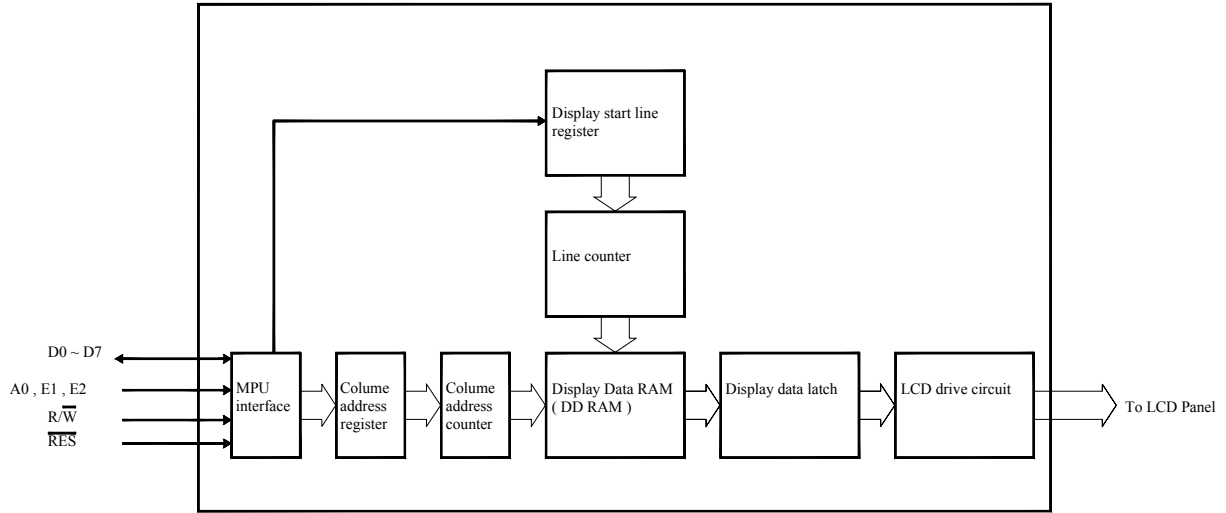 Display start line
register
Line counter
D0 ~ D7
A0 , E1 , E2
R/W̅
R̅E̅S̅
MPU
interface
Colume
address
register
Colume
address
counter
Display Data RAM
( DD RAM )
Display data latch
LCD drive circuit
To LCD Panel